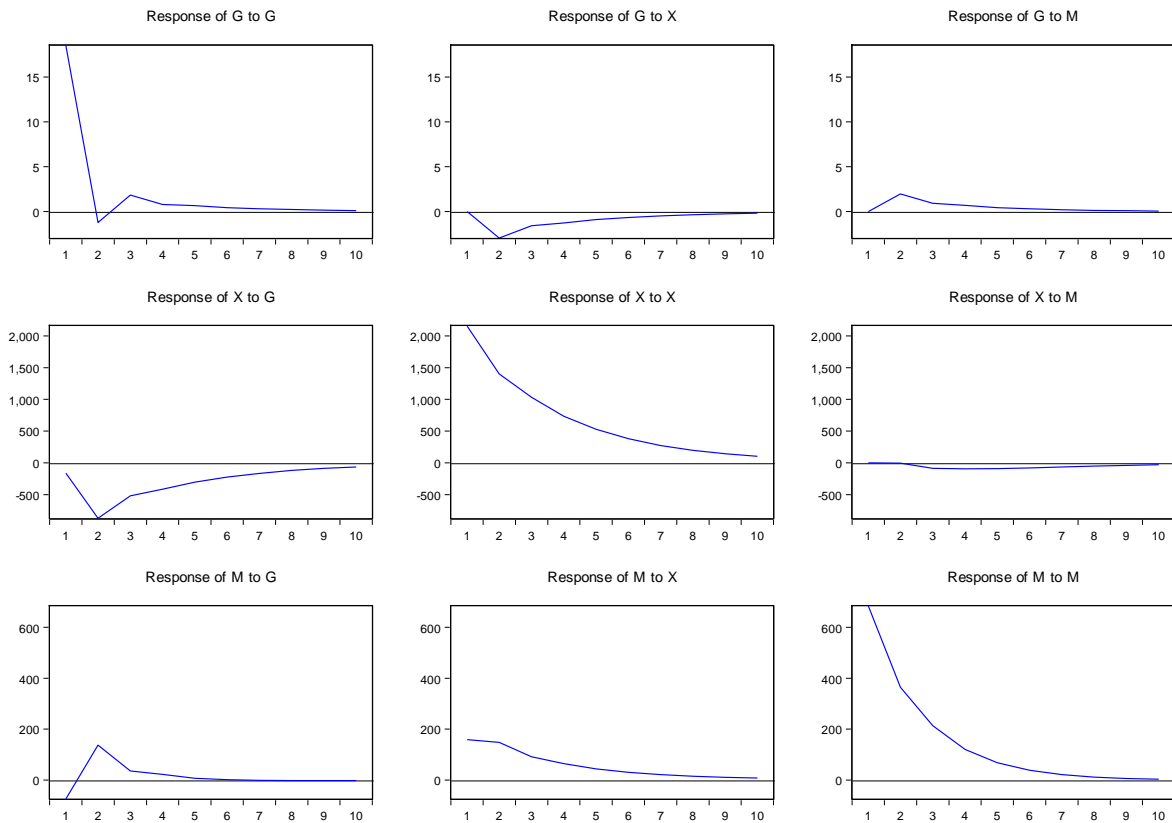 Response of G to G
15
10
5
0
1 2 3 4 5 6 7 8 9 10
Response of G to X
15
10
5
0
1 2 3 4 5 6 7 8 9 10
Response of G to M
15
10
5
0
1 2 3 4 5 6 7 8 9 10
Response of X to G
2,000
1,500
1,000
500
0
-500
1 2 3 4 5 6 7 8 9 10
Response of X to X
2,000
1,500
1,000
500
0
-500
1 2 3 4 5 6 7 8 9 10
Response of X to M
2,000
1,500
1,000
500
0
-500
1 2 3 4 5 6 7 8 9 10
Response of M to G
600
400
200
0
1 2 3 4 5 6 7 8 9 10
Response of M to X
600
400
200
0
1 2 3 4 5 6 7 8 9 10
Response of M to M
600
400
200
0
1 2 3 4 5 6 7 8 9 10